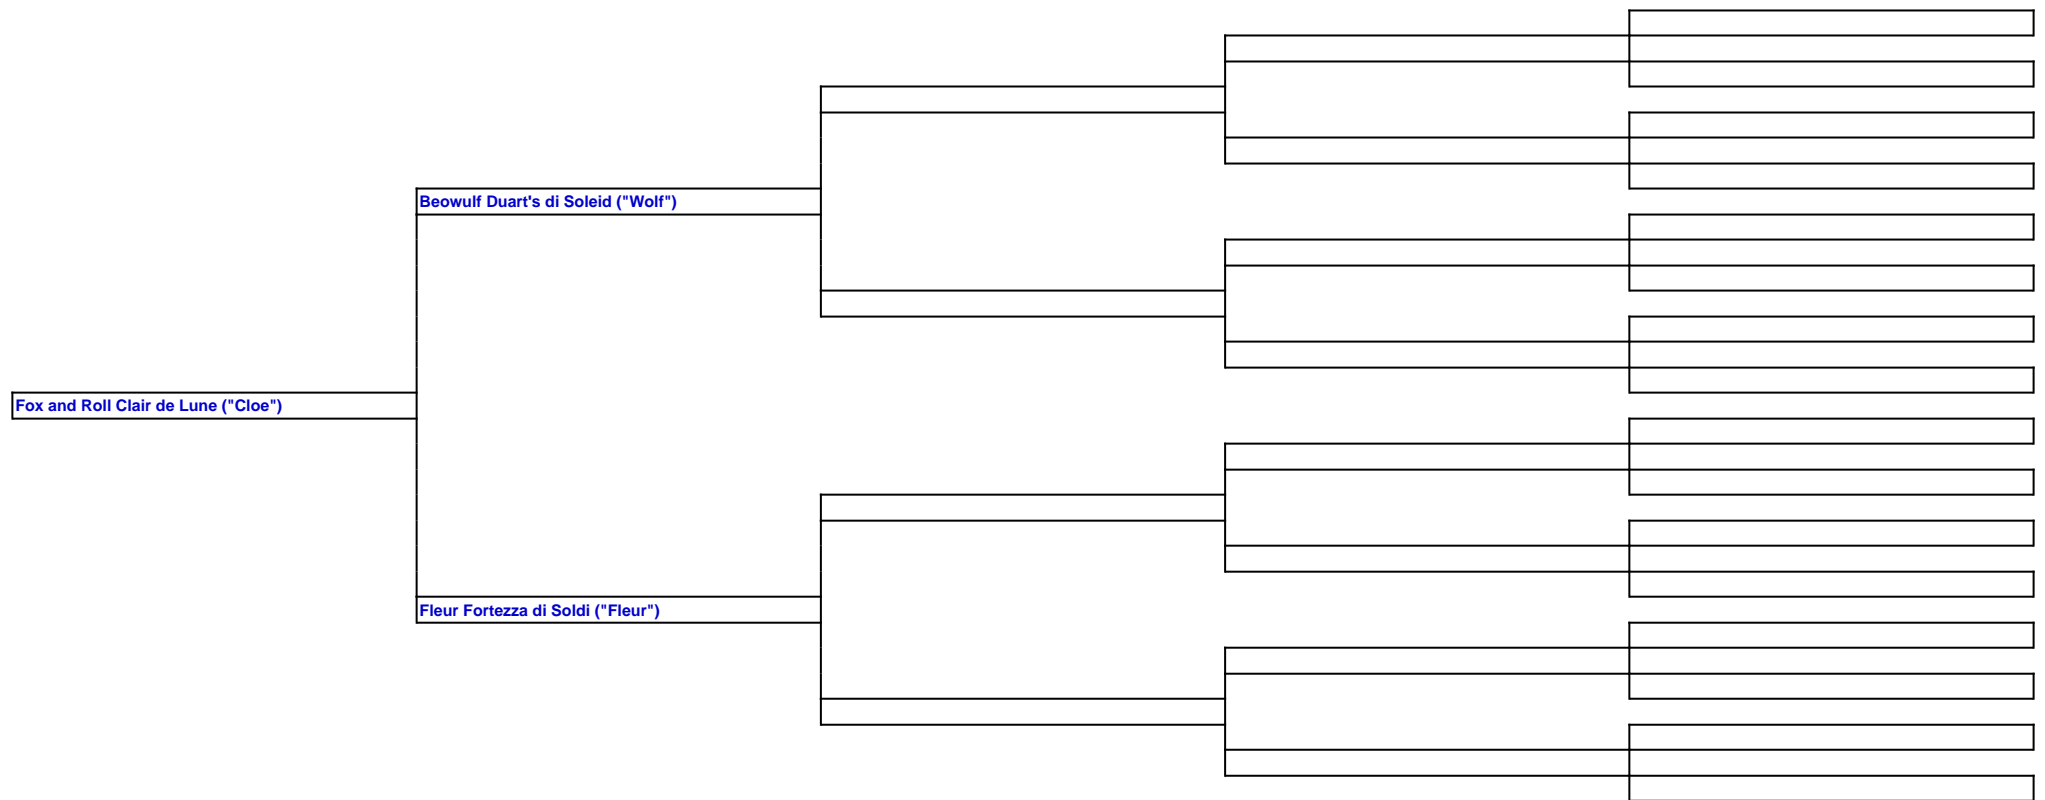 Beowulf Duart's di Soleid ("Wolf")
Fox and Roll Clair de Lune ("Cloe")
Fleur Fortezza di Soldi ("Fleur")